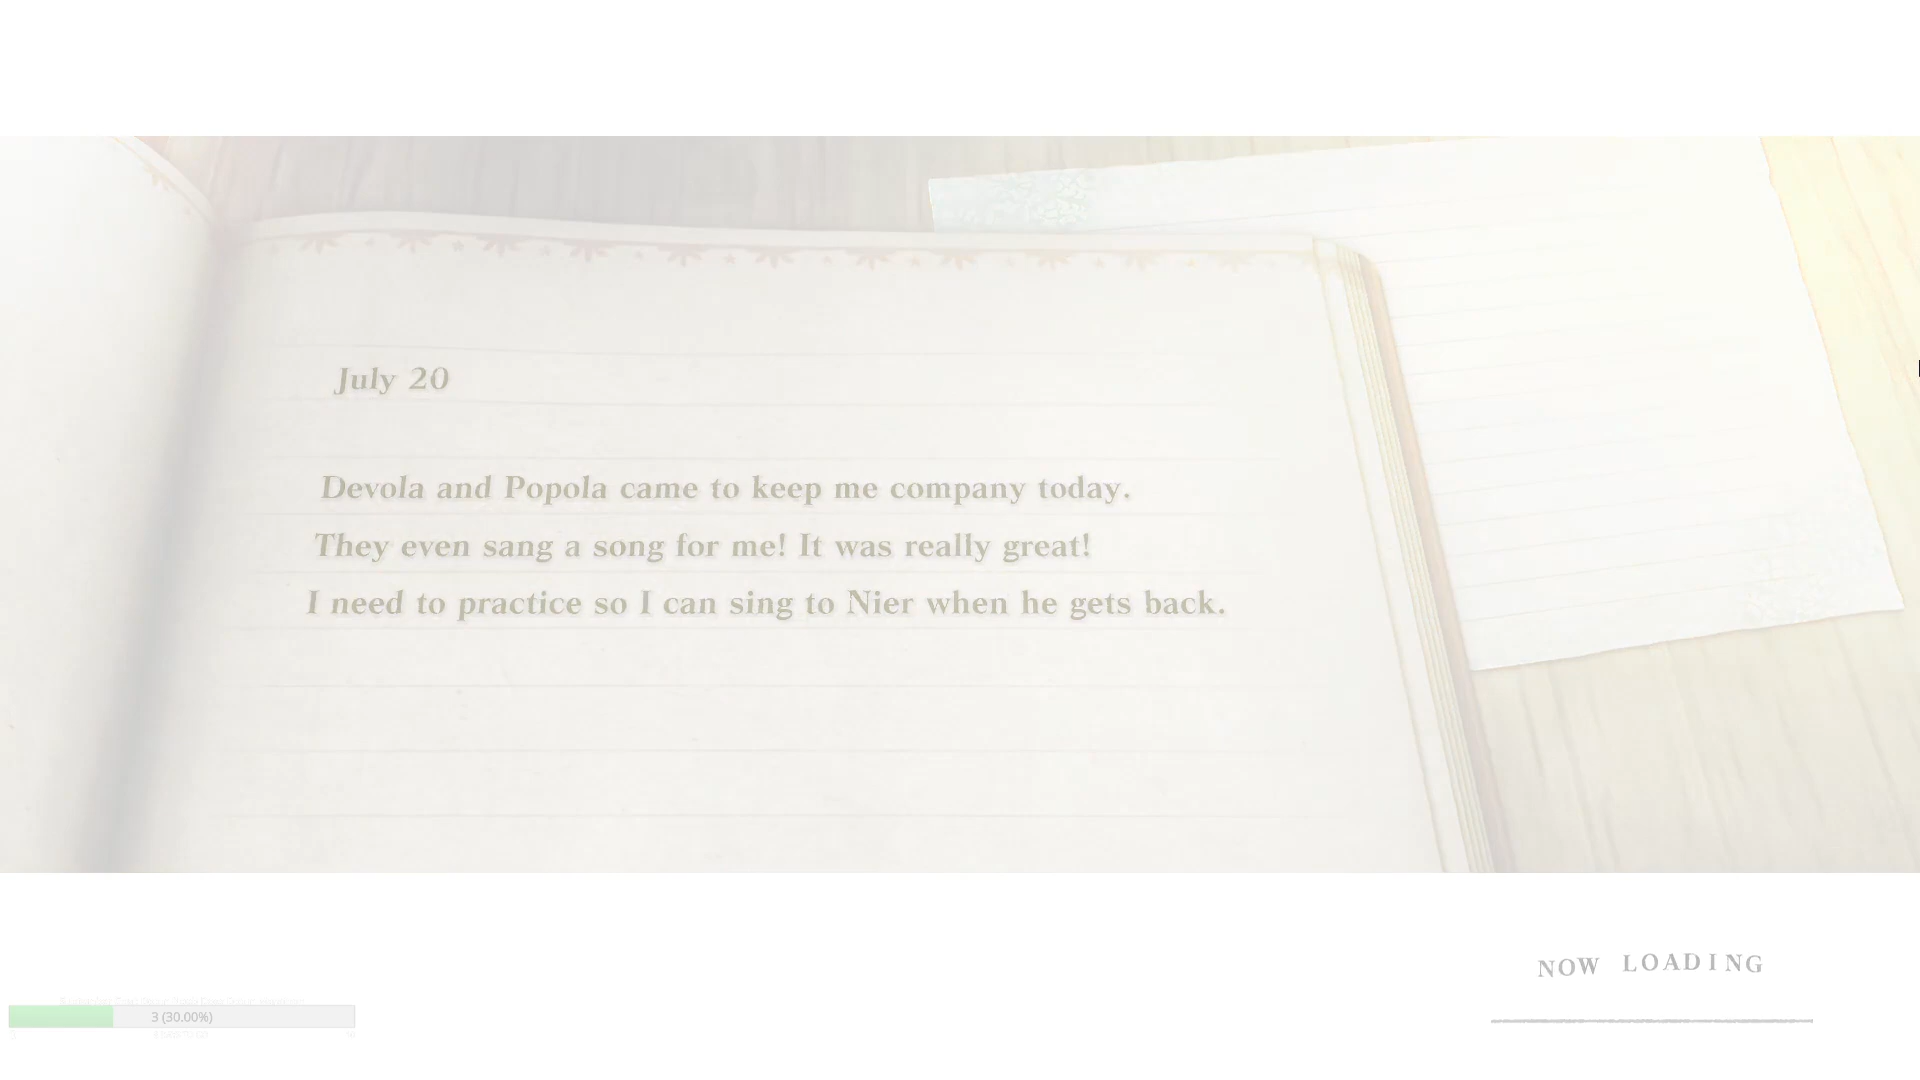 July 20
Devola and Popola came to keep me company today.
They even sang a song for me! It was really great!
I need to practice so I can sing to Nier when he gets back.
NOW LOADING
3 (30.00%)